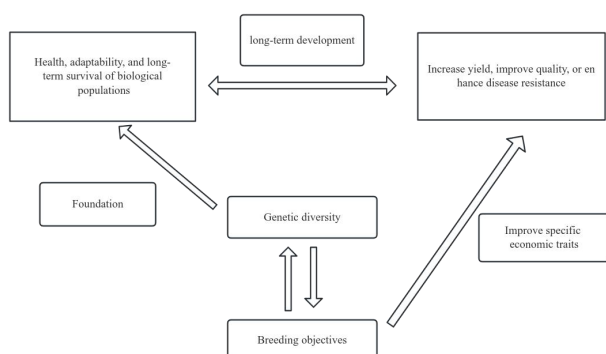 long-term development
Health, adaptability, and long-
term survival of biological
populations
Increase yield, improve quality, or en
hance disease resistance
Foundation
Genetic diversity
Improve specific
economic traits
Breeding objectives